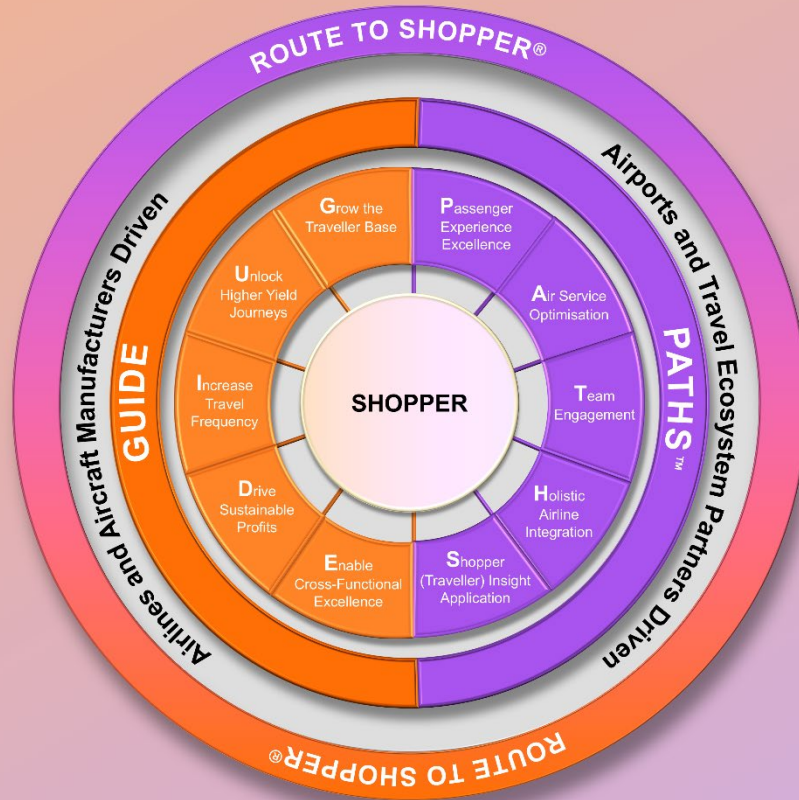 ROUTE TO SHOPPER®
Airlines and Aircraft Manufacturers Driven
Airports and Travel Ecosystem Partners Driven
GUIDE
PATHS™
Grow the
Traveller Base
Unlock
Higher Yield
Journeys
Increase
Travel
Frequency
Drive
Sustainable
Profits
Enable
Cross-Functional
Excellence
Passenger
Experience
Excellence
Air Service
Optimisation
Team
Engagement
Holistic
Airline
Integration
Shopper
(Traveller) Insight
Application
SHOPPER
ROUTE TO SHOPPER®